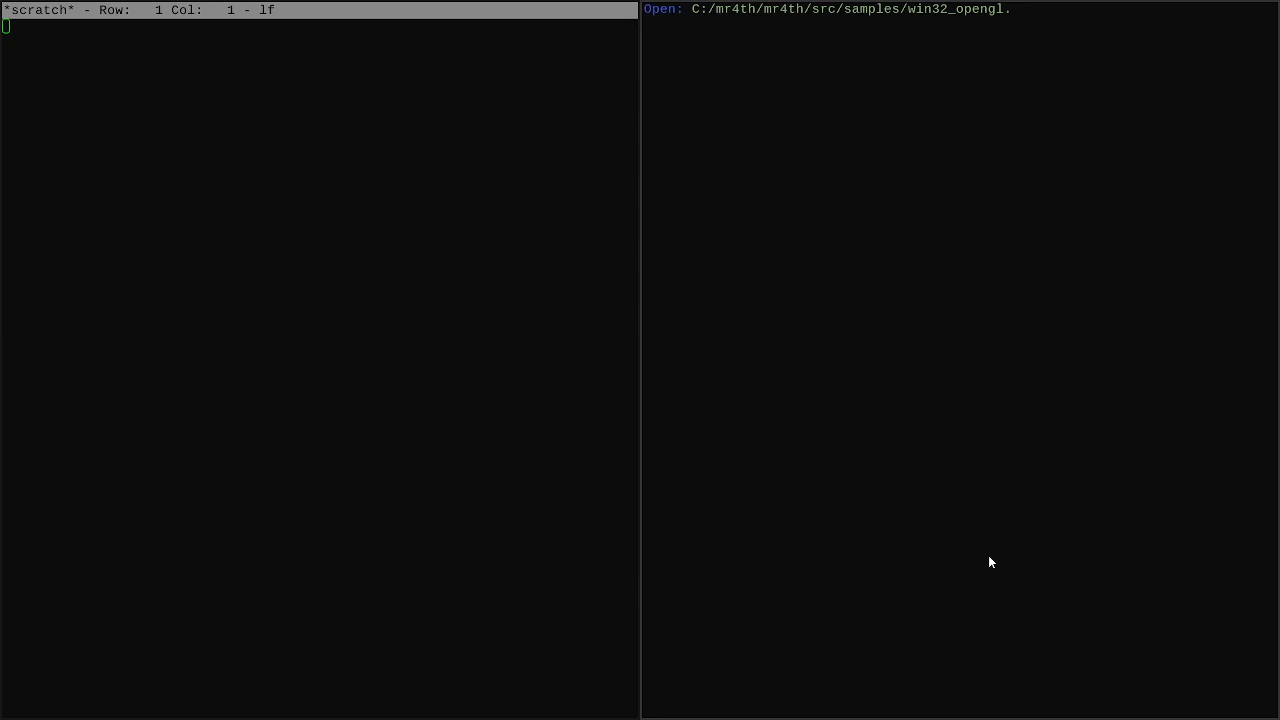 *scratch* - Row:   1 Col:   1 - lf
Open: C:/mr4th/mr4th/src/samples/win32_opengl.